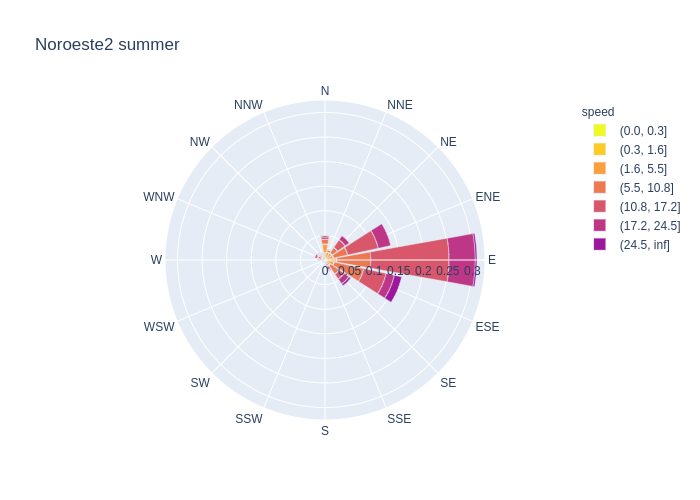 Noroeste2 summer
N
NNW
NNE
NW
NE
WNW
ENE
W
E
0 0.05 0.1 0.15 0.2 0.25 0.3
WSW
ESE
SW
SE
SSW
SSE
S
speed
(0.0, 0.3]
(0.3, 1.6]
(1.6, 5.5]
(5.5, 10.8]
(10.8, 17.2]
(17.2, 24.5]
(24.5, inf]